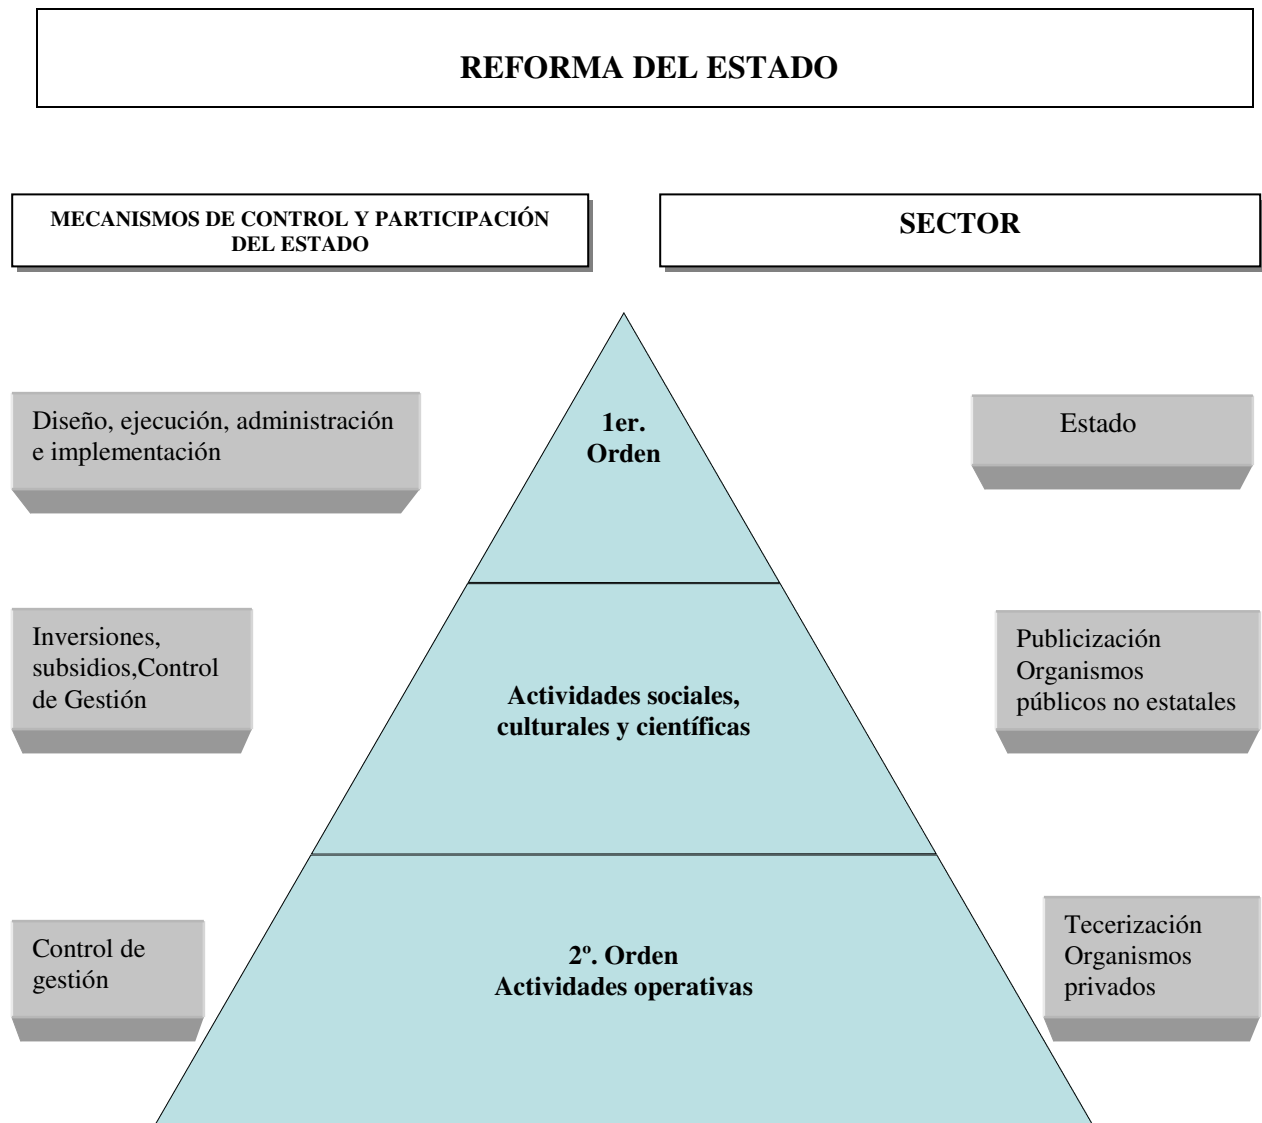 REFORMA DEL ESTADO
MECANISMOS DE CONTROL Y PARTICIPACIÓN
DEL ESTADO
SECTOR
Diseño, ejecución, administración
e implementación
1er.
Orden
Estado
Inversiones,
subsidios,Control
de Gestión
Actividades sociales,
culturales y científicas
Publicización
Organismos
públicos no estatales
Control de
gestión
2º. Orden
Actividades operativas
Tecerización
Organismos
privados